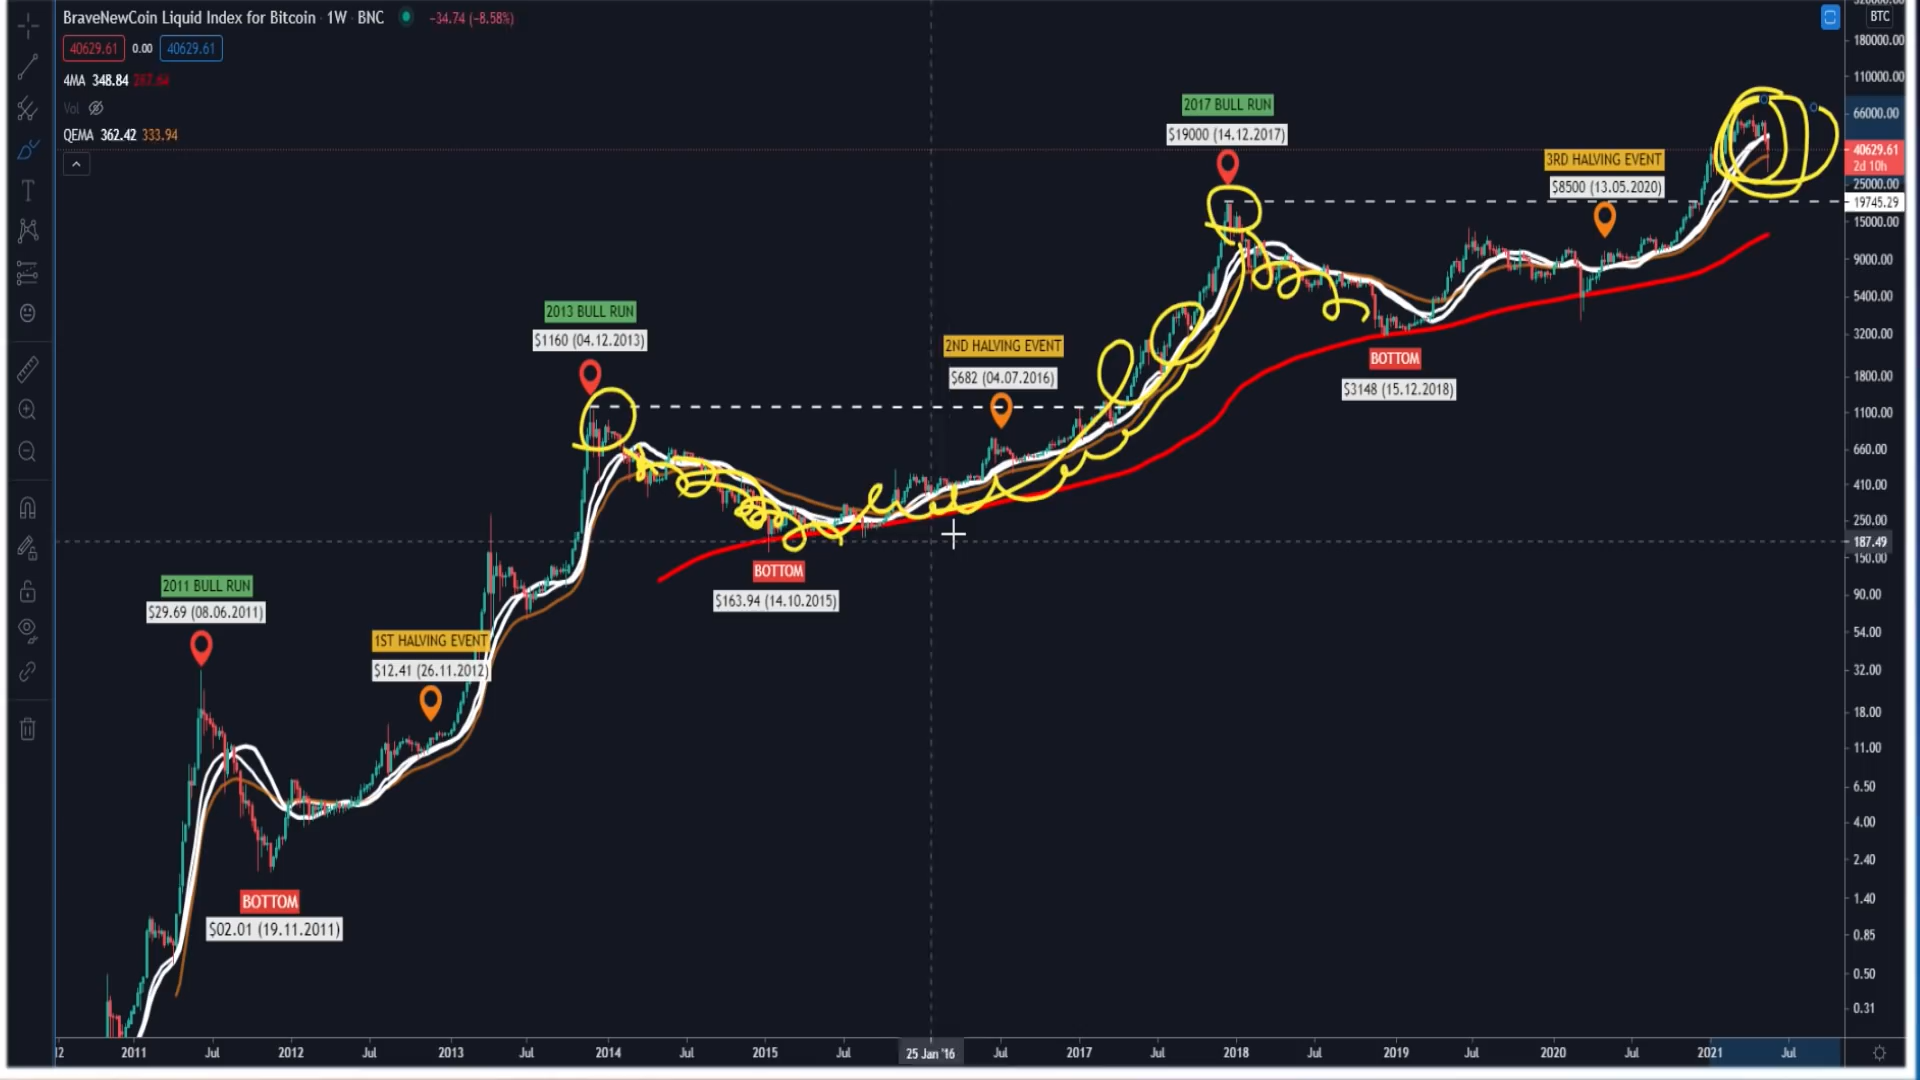 BraveNewCoin Liquid Index for Bitcoin · 1W · BNC −34.74 (−8.58%)
40629.61 0.00 40629.61
4MA 348.84
Vol
QEMA 362.42 333.94
2011 BULL RUN
$29.69 (08.06.2011)
BOTTOM
$02.01 (19.11.2011)
1ST HALVING EVENT
$12.41 (26.11.2012)
2013 BULL RUN
$1160 (04.12.2013)
BOTTOM
$163.94 (14.10.2015)
2ND HALVING EVENT
$682 (04.07.2016)
2017 BULL RUN
$19000 (14.12.2017)
BOTTOM
$3148 (15.12.2018)
3RD HALVING EVENT
$8500 (13.05.2020)
BTC
180000.00
110000.00
66000.00
40629.61
2d 10h
25000.00
19745.29
15000.00
9000.00
5400.00
3200.00
1800.00
1100.00
660.00
410.00
250.00
187.49
150.00
90.00
54.00
32.00
18.00
11.00
6.50
4.00
2.40
1.40
0.85
0.50
0.31
2011 Jul 2012 Jul 2013 Jul 2014 Jul 2015 Jul 25 Jan '16 Jul 2017 Jul 2018 Jul 2019 Jul 2020 Jul 2021 Jul